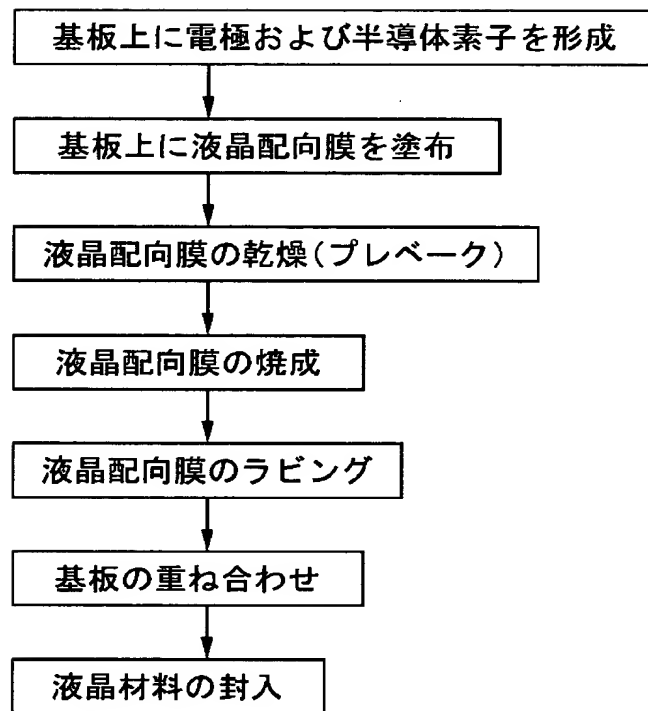 基板上に電極および半導体素子を形成
基板上に液晶配向膜を塗布
液晶配向膜の乾燥(プレベーク)
液晶配向膜の焼成
液晶配向膜のラビング
基板の重ね合わせ
液晶材料の封入